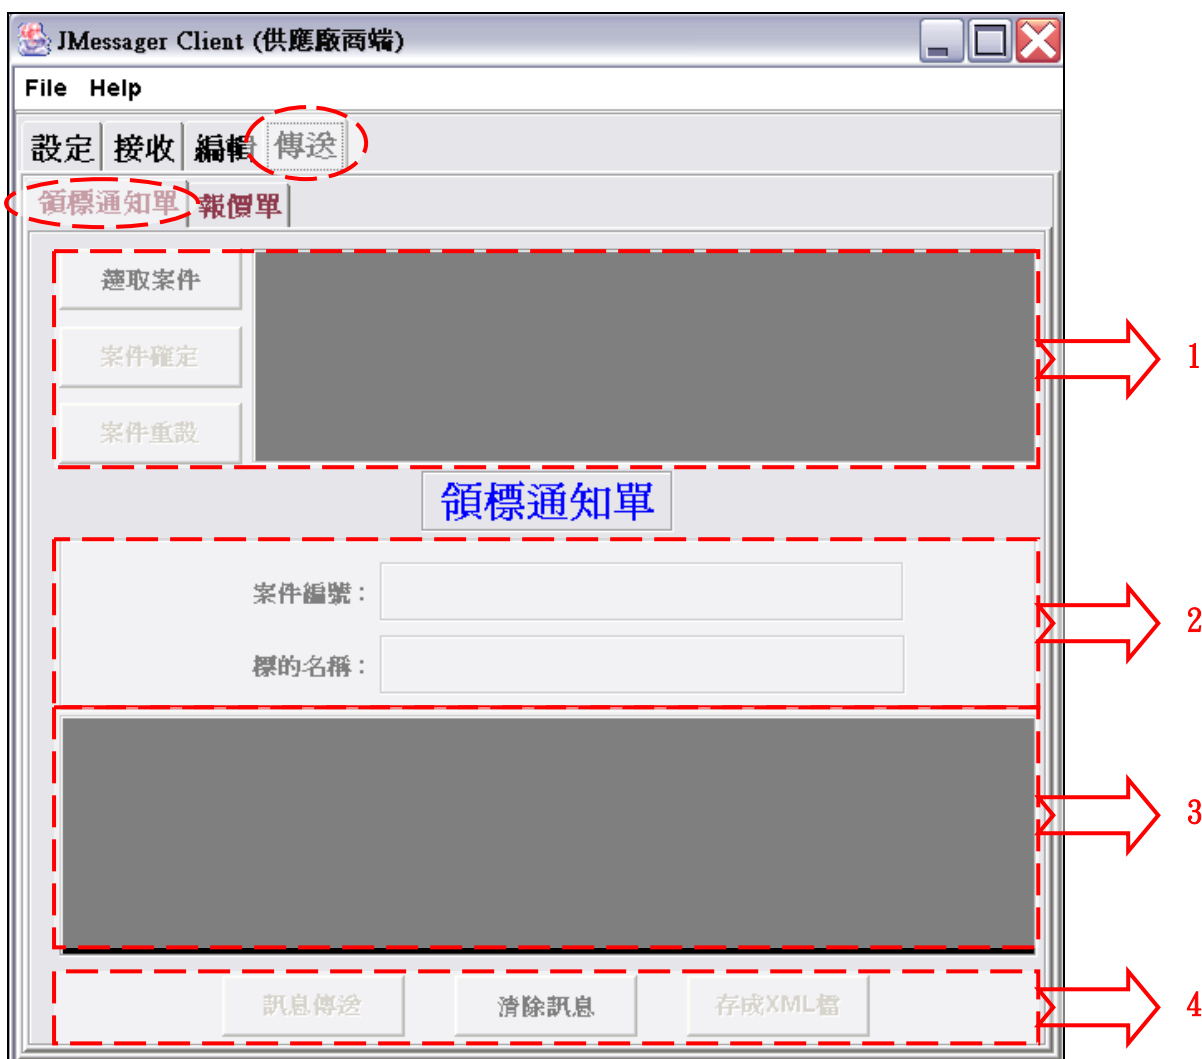 JMessager Client (供應廠商端)
File Help
設定 接收 編輯 傳送
領標通知單 報價單
選取案件
案件確定
1
案件重設
領標通知單
案件編號：
2
標的名稱：
3
訊息傳送 清除訊息 存成XML檔
4